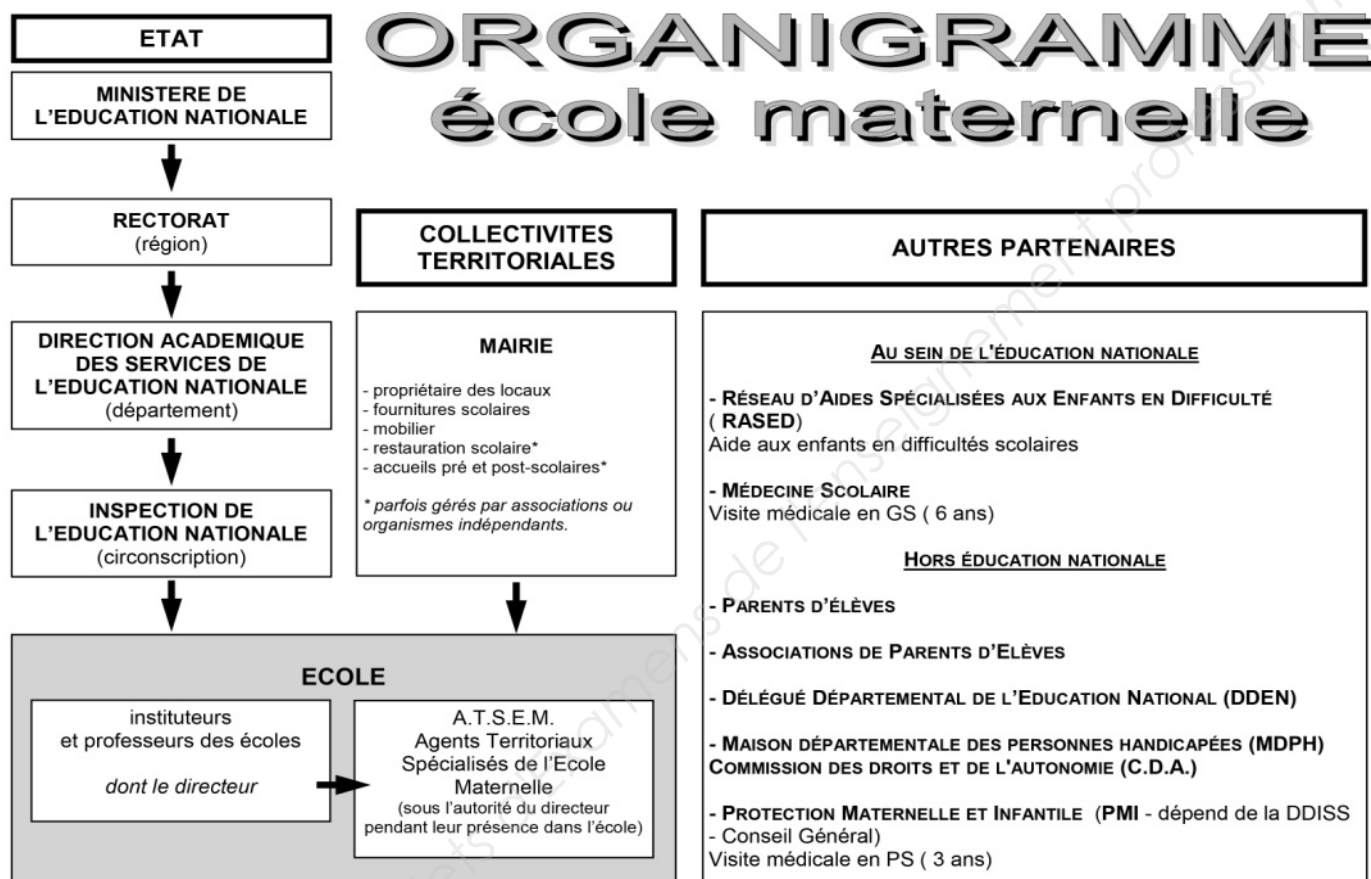 ORGANIGRAMME
école maternelle
ETAT
MINISTERE DE
L'EDUCATION NATIONALE
RECTORAT
(région)
DIRECTION ACADEMIQUE
DES SERVICES DE
L'EDUCATION NATIONALE
(département)
INSPECTION DE
L'EDUCATION NATIONALE
(circonscription)
COLLECTIVITES
TERRITORIALES
MAIRIE
- propriétaire des locaux
- fournitures scolaires
- mobilier
- restauration scolaire*
- accueils pré et post-scolaires*
* parfois gérés par associations ou
organismes indépendants.
ECOLE
instituteurs
et professeurs des écoles
dont le directeur
A.T.S.E.M.
Agents Territoriaux
Spécialisés de l'Ecole
Maternelle
(sous l'autorité du directeur
pendant leur présence dans l'école)
AUTRES PARTENAIRES
AU SEIN DE L'ÉDUCATION NATIONALE
- RÉSEAU D'AIDES SPÉCIALISÉES AUX ENFANTS EN DIFFICULTÉ
( RASED)
Aide aux enfants en difficultés scolaires
- MÉDECINE SCOLAIRE
Visite médicale en GS ( 6 ans)
HORS ÉDUCATION NATIONALE
- PARENTS D'ÉLÈVES
- ASSOCIATIONS DE PARENTS D'ELÈVES
- DÉLÉGUÉ DÉPARTEMENTAL DE L'EDUCATION NATIONAL (DDEN)
- MAISON DÉPARTEMENTALE DES PERSONNES HANDICAPÉES (MDPH)
COMMISSION DES DROITS ET DE L'AUTONOMIE (C.D.A.)
- PROTECTION MATERNELLE ET INFANTILE (PMI - dépend de la DDISS
- Conseil Général)
Visite médicale en PS ( 3 ans)
d'Examens de l'enseignement